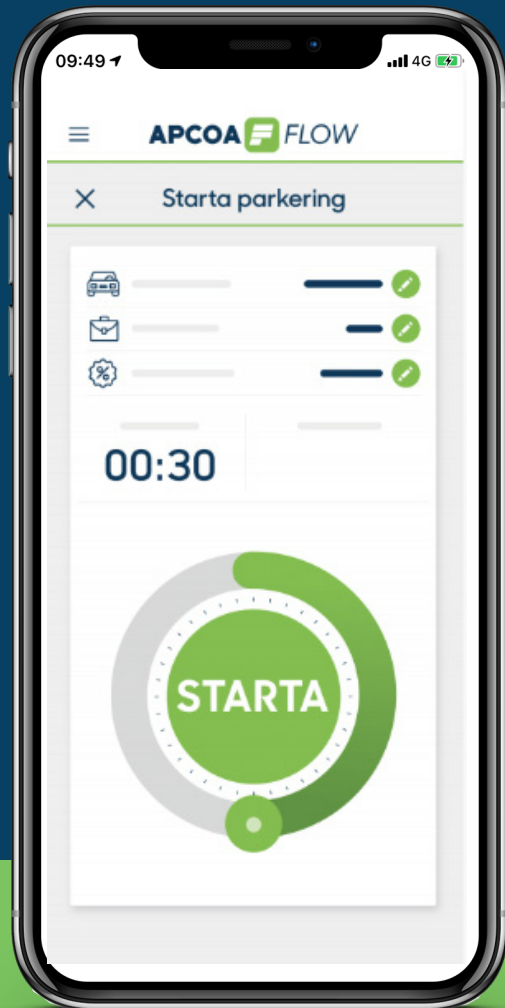 09:49 4G
APCOA FLOW
Starta parkering
00:30
STARTA